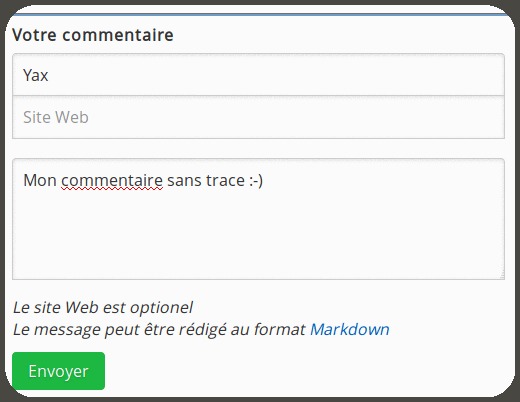 Votre commentaire
Yax
Site Web
Mon commentaire sans trace :-)
Le site Web est optionel
Le message peut être rédigé au format Markdown
Envoyer